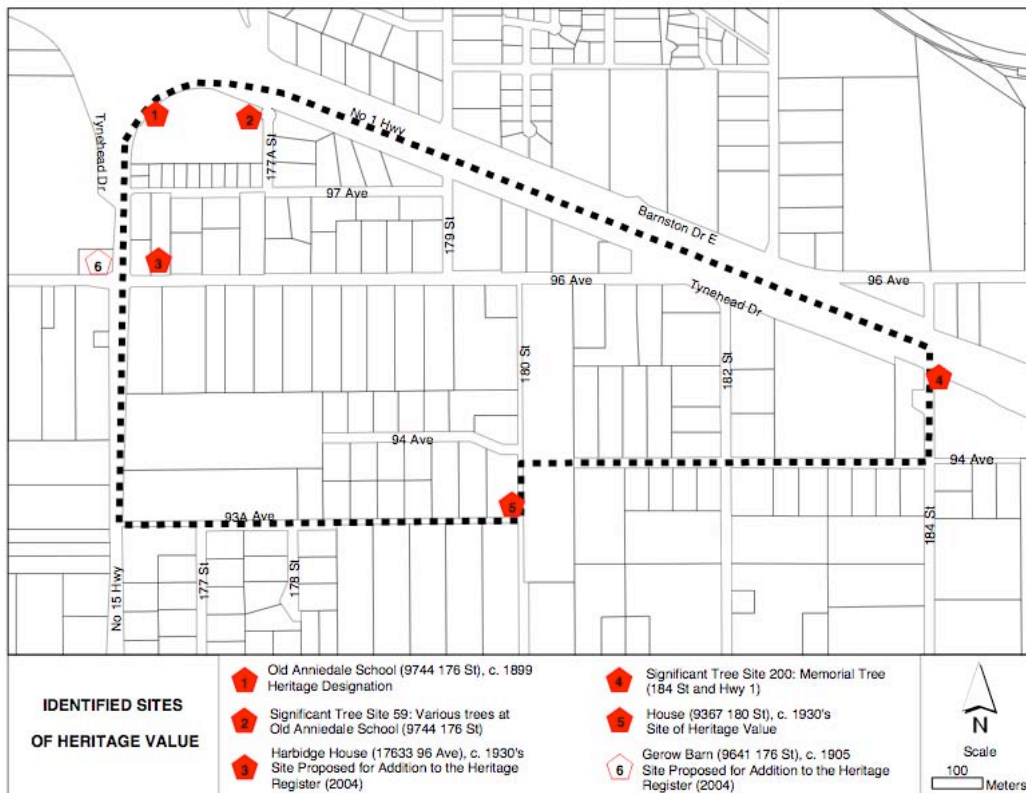 No 1 Hwy
Tynehead Dr
1
2
177A St
97 Ave
179 St
Barnston Dr E
6
3
96 Ave
96 Ave
Tynehead Dr
180 St
182 St
4
94 Ave
94 Ave
5
93A Ave
177 St
178 St
184 St
No 15 Hwy
IDENTIFIED SITES
OF HERITAGE VALUE
1 Old Anniedale School (9744 176 St), c. 1899
Heritage Designation
2 Significant Tree Site 59: Various trees at
Old Anniedale School (9744 176 St)
3 Harbidge House (17633 96 Ave), c. 1930's
Site Proposed for Addition to the Heritage
Register (2004)
4 Significant Tree Site 200: Memorial Tree
(184 St and Hwy 1)
5 House (9367 180 St), c. 1930's
Site of Heritage Value
6 Gerow Barn (9641 176 St), c. 1905
Site Proposed for Addition to the Heritage
Register (2004)
N
Scale
100
Meters